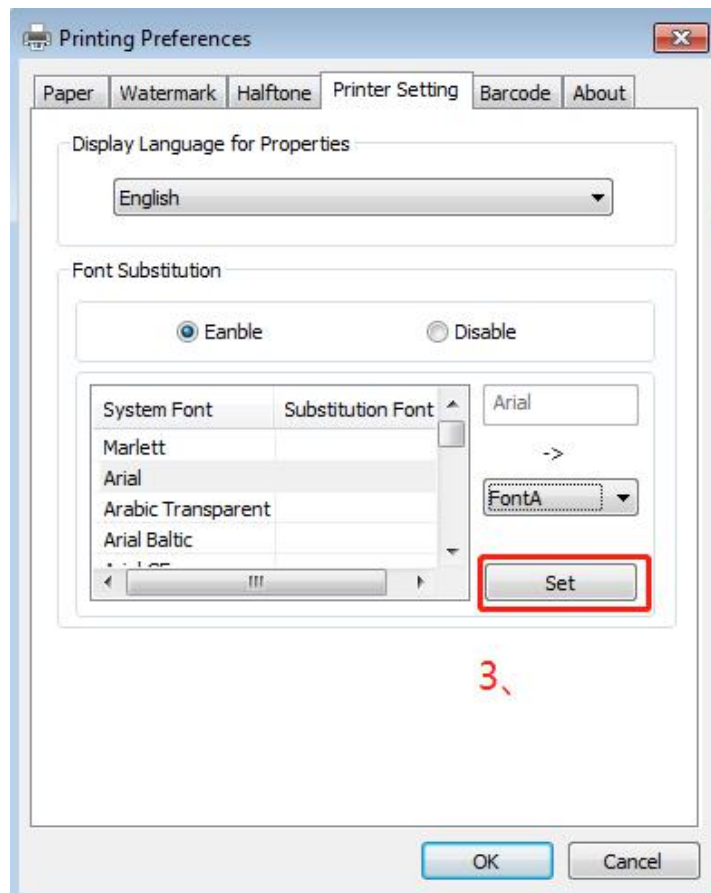 Printing Preferences
Paper Watermark Halftone Printer Setting Barcode About
Display Language for Properties
English
Font Substitution
Eanble Disable
System Font Substitution Font
Marlett
Arial
Arabic Transparent
Arial Baltic
Arial
->
FontA
Set
3、
OK Cancel